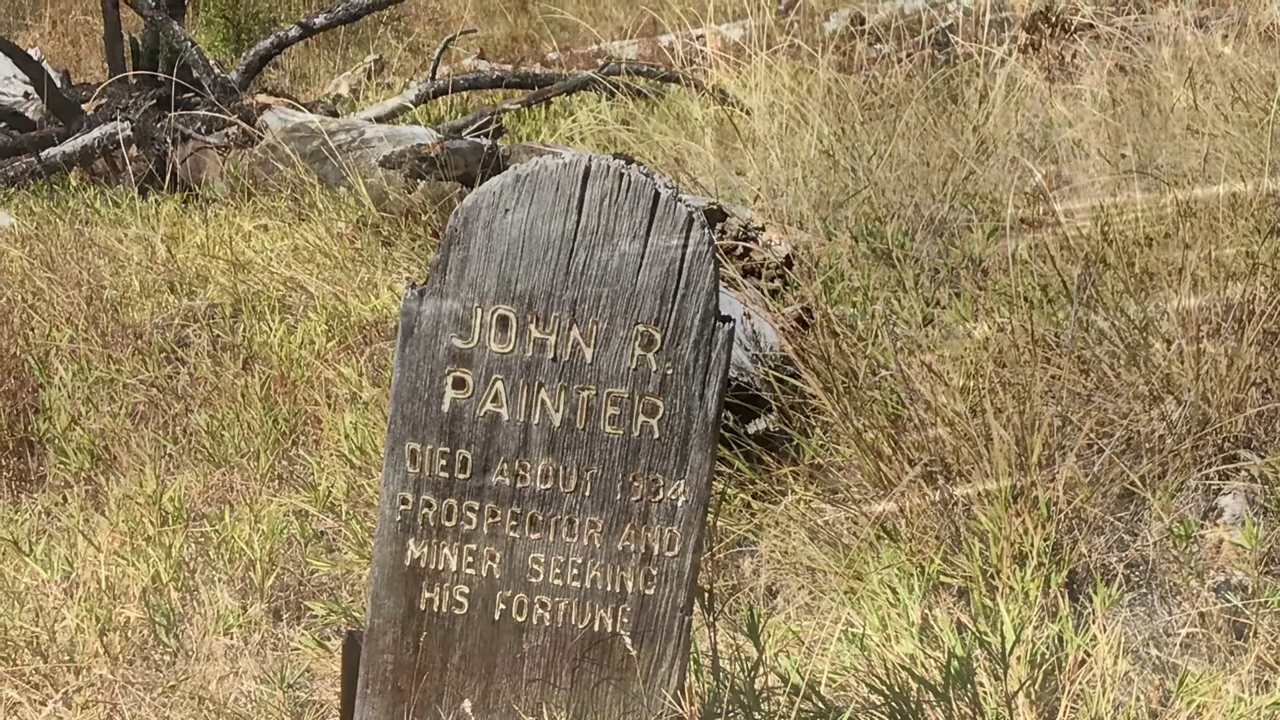 JOHN R.
PAINTER
DIED ABOUT 1934
PROSPECTOR AND
MINER SEEKING
HIS FORTUNE